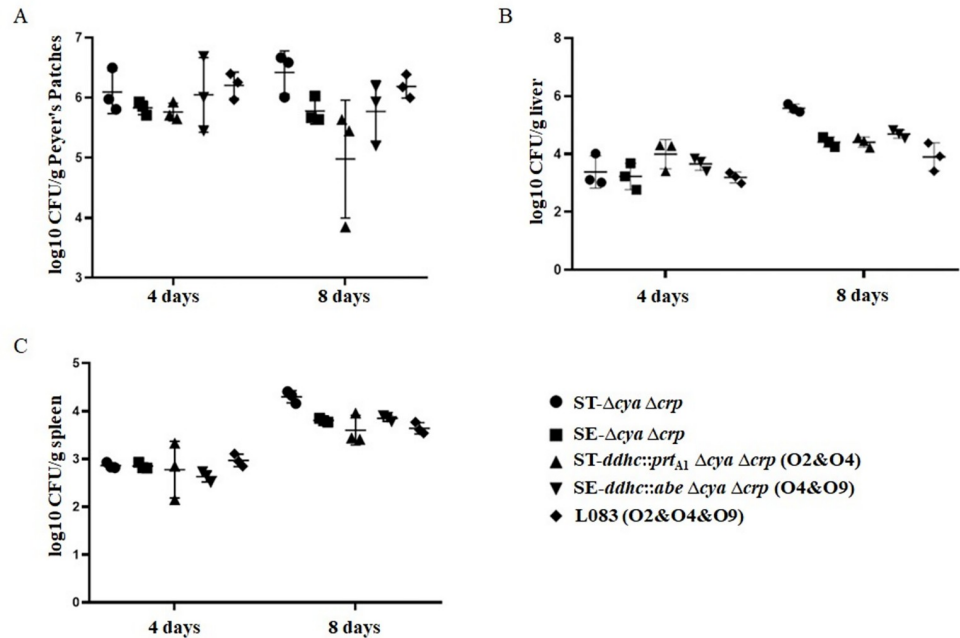 A
log10 CFU/g Peyer's Patches
7
6
5
4
3
4 days
8 days
B
log10 CFU/g liver
8
6
4
2
0
4 days
8 days
C
log10 CFU/g spleen
5
4
3
2
1
0
4 days
8 days
ST-Δcya Δcrp
SE-Δcya Δcrp
ST-ddhc::prtA1 Δcya Δcrp (O2&O4)
SE-ddhc::abe Δcya Δcrp (O4&O9)
L083 (O2&O4&O9)